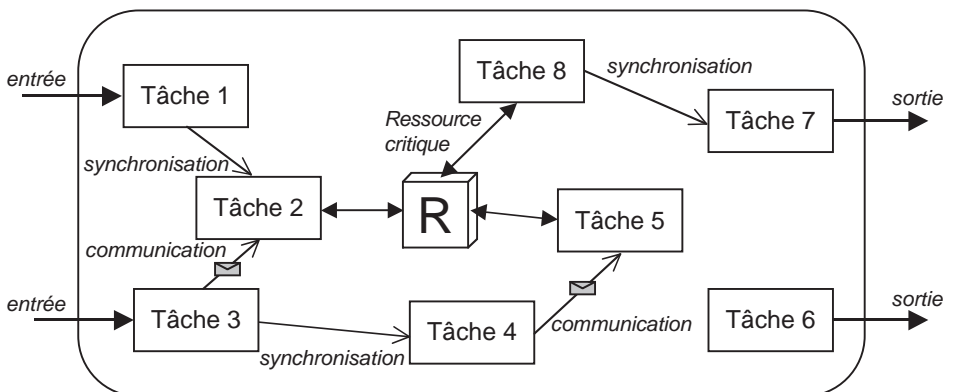 entrée
Tâche 1
synchronisation
Tâche 2
communication
entrée
Tâche 3
synchronisation
Tâche 4
communication
Ressource
critique
R
Tâche 8
synchronisation
Tâche 7
sortie
Tâche 5
Tâche 6
sortie